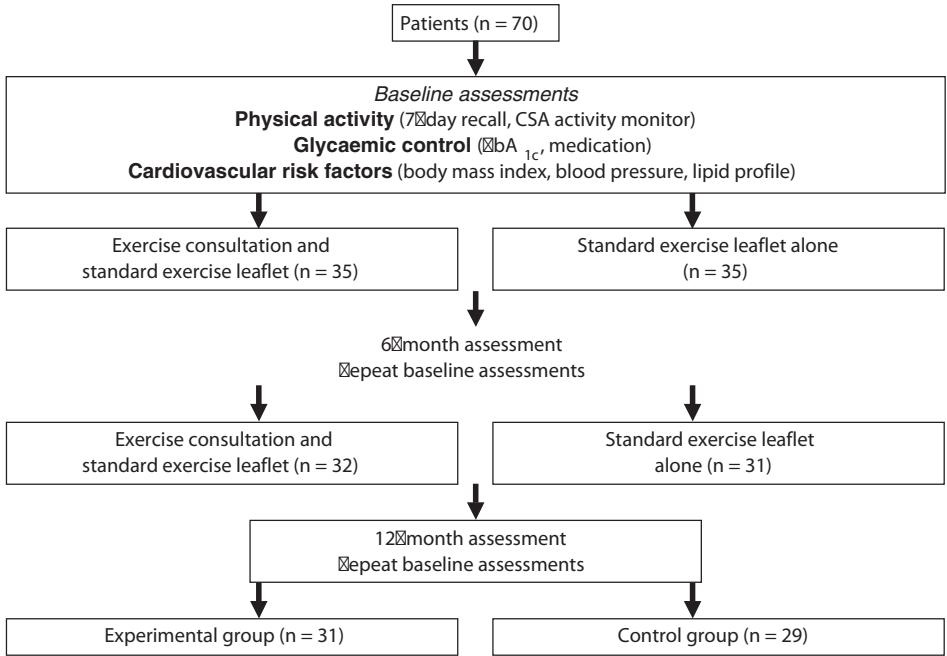 Patients (n = 70)
Baseline assessments
Physical activity (7�day recall, CSA activity monitor)
Glycaemic control (�bA 1c, medication)
Cardiovascular risk factors (body mass index, blood pressure, lipid profile)
Exercise consultation and
standard exercise leaflet (n = 35)
Standard exercise leaflet alone
(n = 35)
6�month assessment
�epeat baseline assessments
Exercise consultation and
standard exercise leaflet (n = 32)
Standard exercise leaflet
alone (n = 31)
12�month assessment
�epeat baseline assessments
Experimental group (n = 31)
Control group (n = 29)